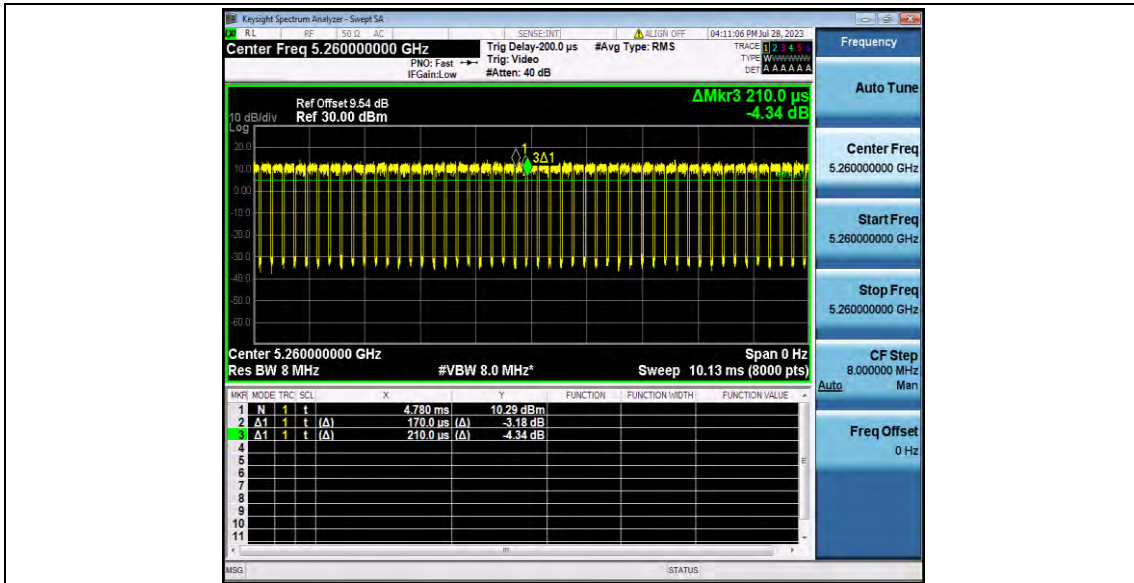 Keysight Spectrum Analyzer - Swept SA
RL RF 50 Ω AC SENSE:INT ALIGN OFF 04:11:06 PM Jul 28, 2023
Center Freq 5.260000000 GHz
Trig Delay-200.0 µs #Avg Type: RMS
TRACE 1 2 3 4 5 6
PNO: Fast Trig: Video
TYPE WWWWWW
IFGain:Low #Atten: 40 dB
DET A A A A A A
ΔMkr3 210.0 µs
-4.34 dB
Ref Offset 9.54 dB
10 dB/div Ref 30.00 dBm
Log
20.0
10.0
0.00
-10.0
-20.0
-30.0
-40.0
-50.0
-60.0
1
3Δ1
Center 5.260000000 GHz Span 0 Hz
Res BW 8 MHz #VBW 8.0 MHz* Sweep 10.13 ms (8000 pts)
MKR MODE TRC SCL X Y FUNCTION FUNCTION WIDTH FUNCTION VALUE
1 N 1 t 4.780 ms 10.29 dBm
2 Δ1 1 t (Δ) 170.0 µs (Δ) -3.18 dB
3 Δ1 1 t (Δ) 210.0 µs (Δ) -4.34 dB
4
5
6
7
8
9
10
11
MSG STATUS
Frequency
Auto Tune
Center Freq
5.260000000 GHz
Start Freq
5.260000000 GHz
Stop Freq
5.260000000 GHz
CF Step
8.000000 MHz
Auto Man
Freq Offset
0 Hz